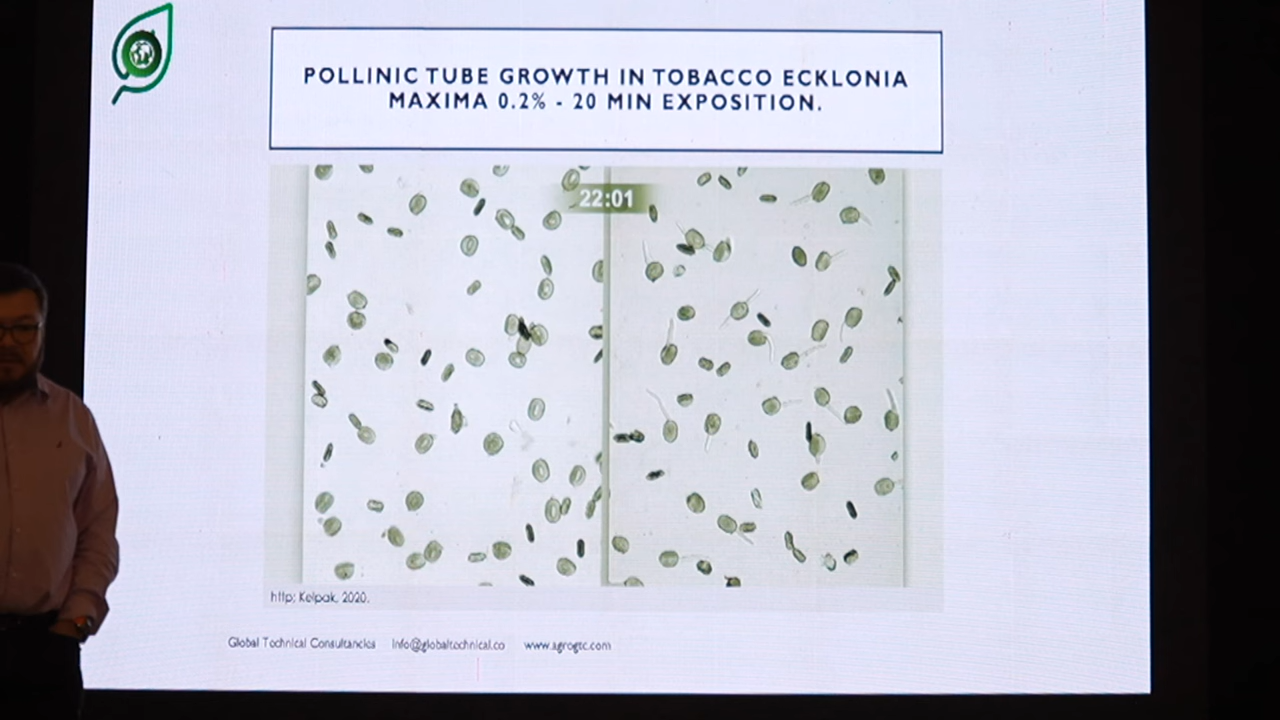 POLLINIC TUBE GROWTH IN TOBACCO ECKLONIA
MAXIMA 0.2% - 20 MIN EXPOSITION.
22:01
http; Kelpak, 2020.
Global Technical Consultancies info@globaltechnical.co www.agrogtc.com